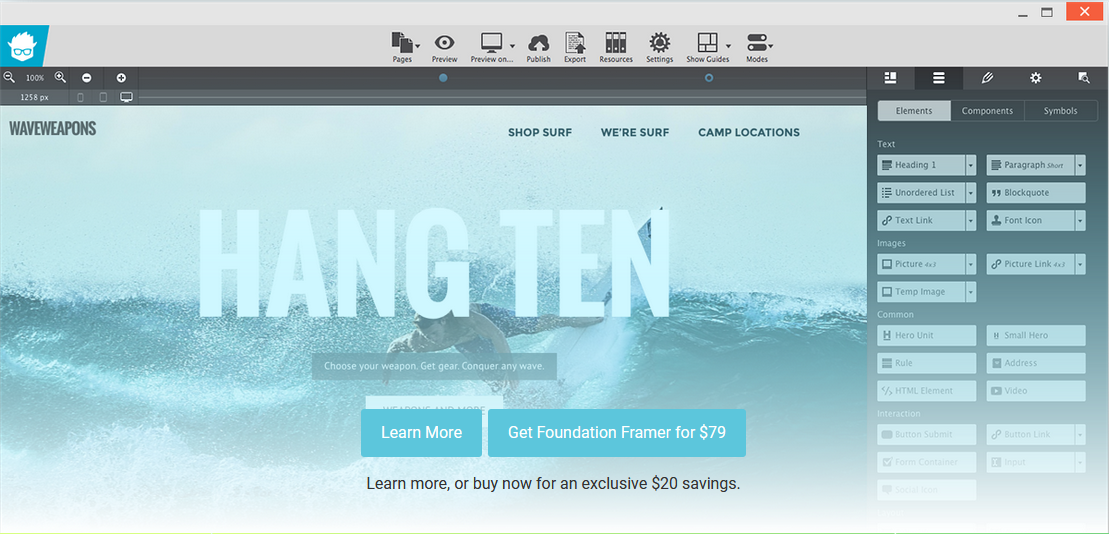 Pages
Preview
Preview on...
Publish
Export
Resources
Settings
Show Guides
Modes
100%
1258 px
WAVEWEAPONS
SHOP SURF
WE'RE SURF
CAMP LOCATIONS
HANG TEN
Choose your weapon. Get gear. Conquer any wave.
WEAPONS AND MORE
Learn More
Get Foundation Framer for $79
Learn more, or buy now for an exclusive $20 savings.
Elements
Components
Symbols
Text
Heading 1
Paragraph Short
Unordered List
Blockquote
Text Link
Font Icon
Images
Picture 4x3
Picture Link 4x3
Temp Image
Common
Hero Unit
Small Hero
Rule
Address
HTML Element
Video
Interaction
Button Submit
Button Link
Form Container
Input